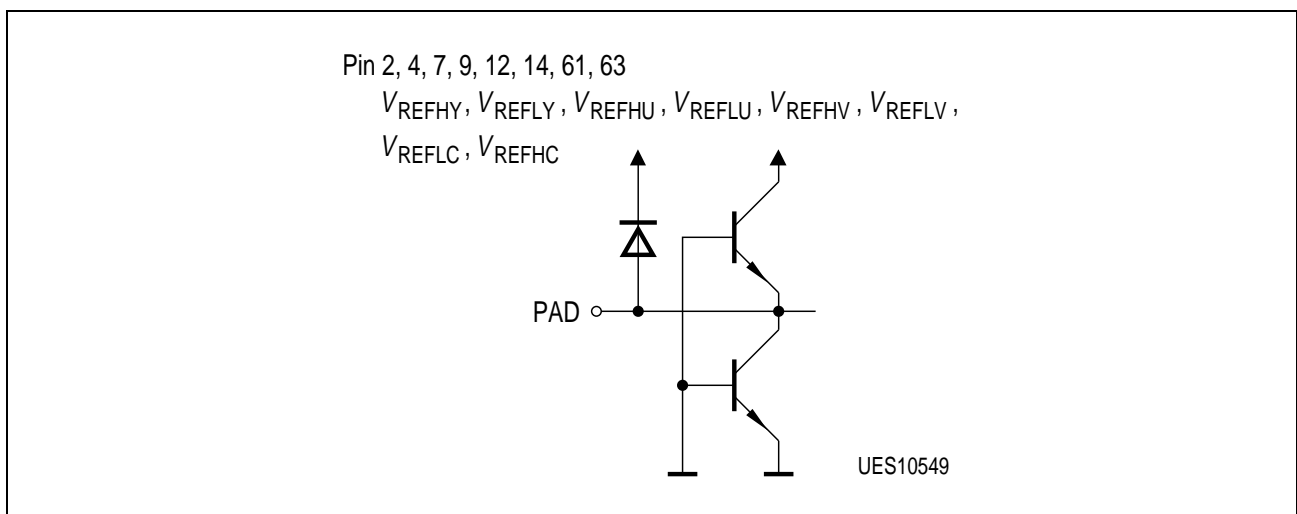 Pin 2, 4, 7, 9, 12, 14, 61, 63
VREFHY, VREFLY, VREFHU, VREFLU, VREFHV, VREFLV,
VREFLC, VREFHC
PAD
UES10549